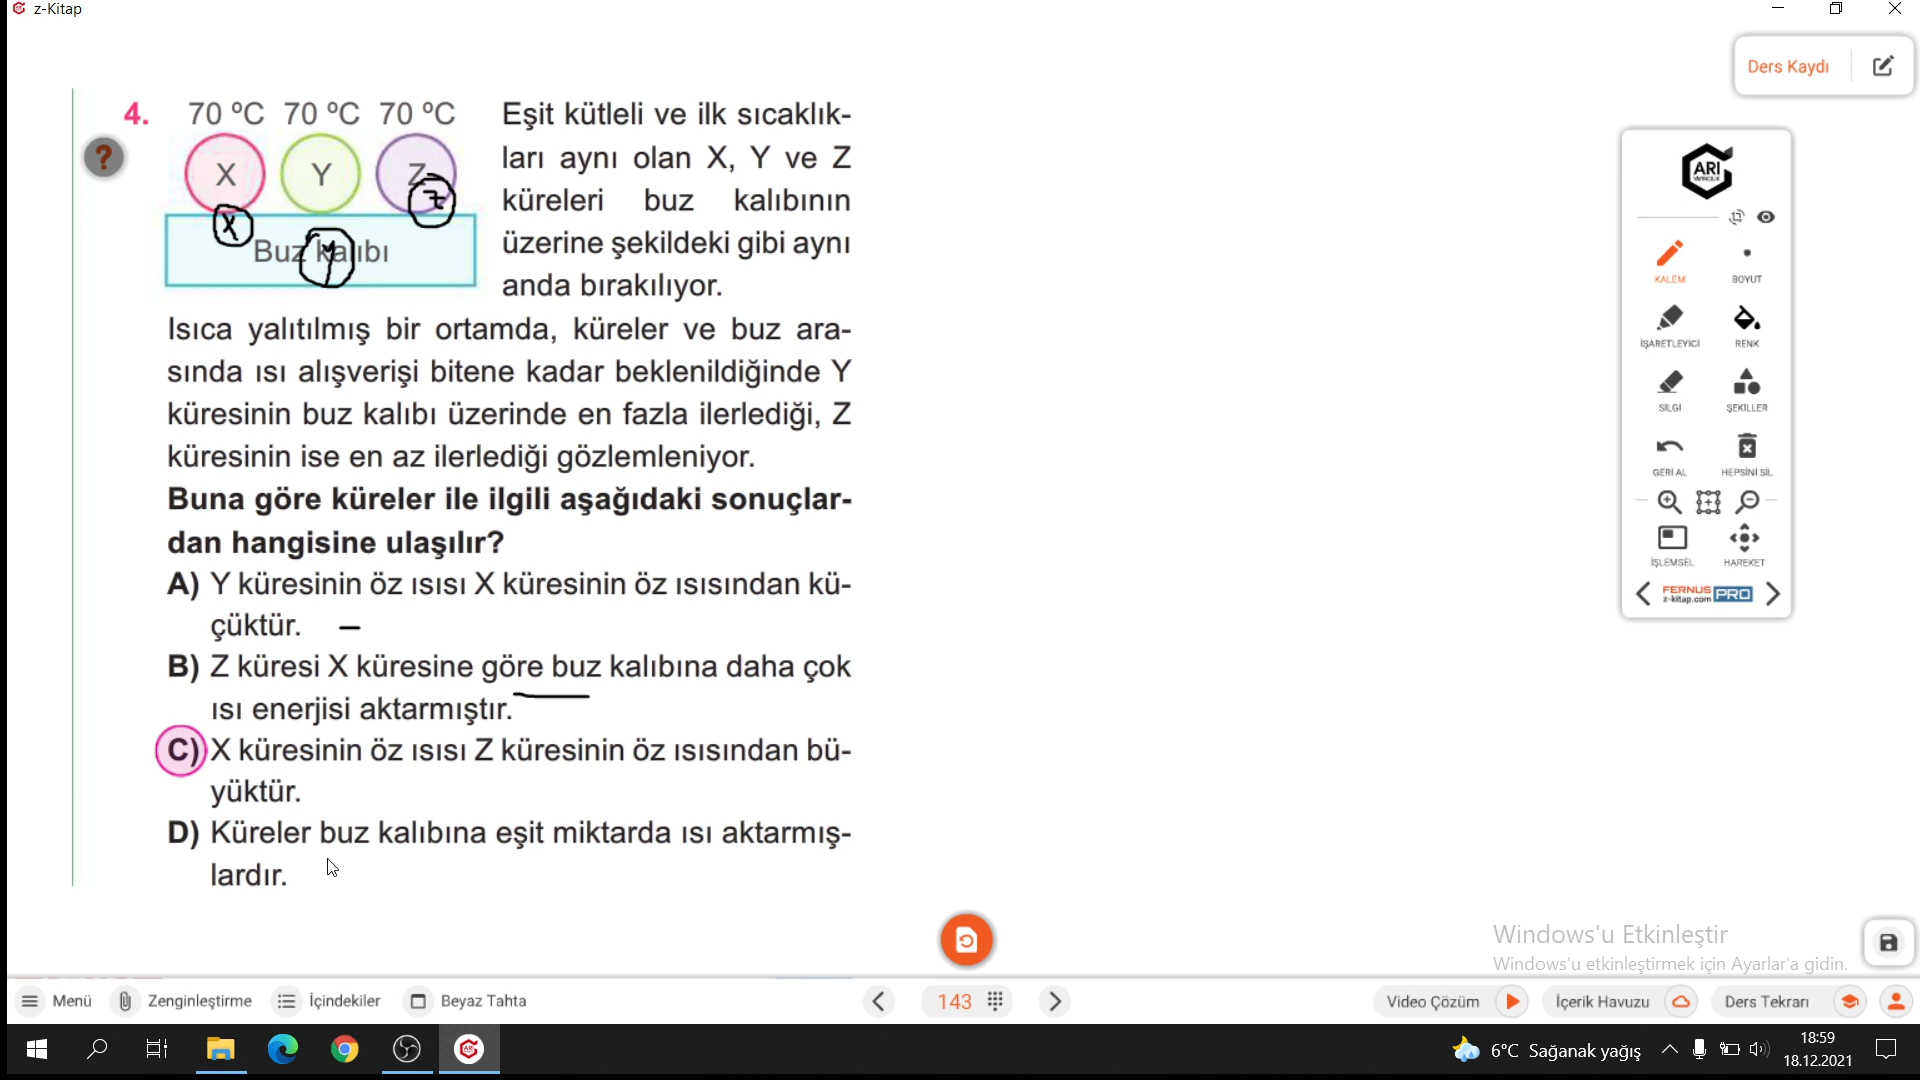 z-Kitap
Ders Kaydı
4.
70 ºC 70 ºC 70 ºC
X Y Z
X Y Z
Buz kalıbı
Eşit kütleli ve ilk sıcaklık-
ları aynı olan X, Y ve Z
küreleri buz kalıbının
üzerine şekildeki gibi aynı
anda bırakılıyor.
Isıca yalıtılmış bir ortamda, küreler ve buz ara-
sında ısı alışverişi bitene kadar beklenildiğinde Y
küresinin buz kalıbı üzerinde en fazla ilerlediği, Z
küresinin ise en az ilerlediği gözlemleniyor.
Buna göre küreler ile ilgili aşağıdaki sonuçlar-
dan hangisine ulaşılır?
A) Y küresinin öz ısısı X küresinin öz ısısından kü-
çüktür.
B) Z küresi X küresine göre buz kalıbına daha çok
ısı enerjisi aktarmıştır.
C) X küresinin öz ısısı Z küresinin öz ısısından bü-
yüktür.
D) Küreler buz kalıbına eşit miktarda ısı aktarmış-
lardır.
ARI
YAYINCILIK
KALEM BOYUT
İŞARETLEYİCİ RENK
SİLGİ ŞEKİLLER
GERİ AL HEPSİNİ SİL
İŞLEMSEL HAREKET
FERNUS
z-kitap.com PRO
Windows'u Etkinleştir
Windows'u etkinleştirmek için Ayarlar'a gidin.
Menü Zenginleştirme İçindekiler Beyaz Tahta 143 Video Çözüm İçerik Havuzu Ders Tekrarı
6°C Sağanak yağış
18:59
18.12.2021